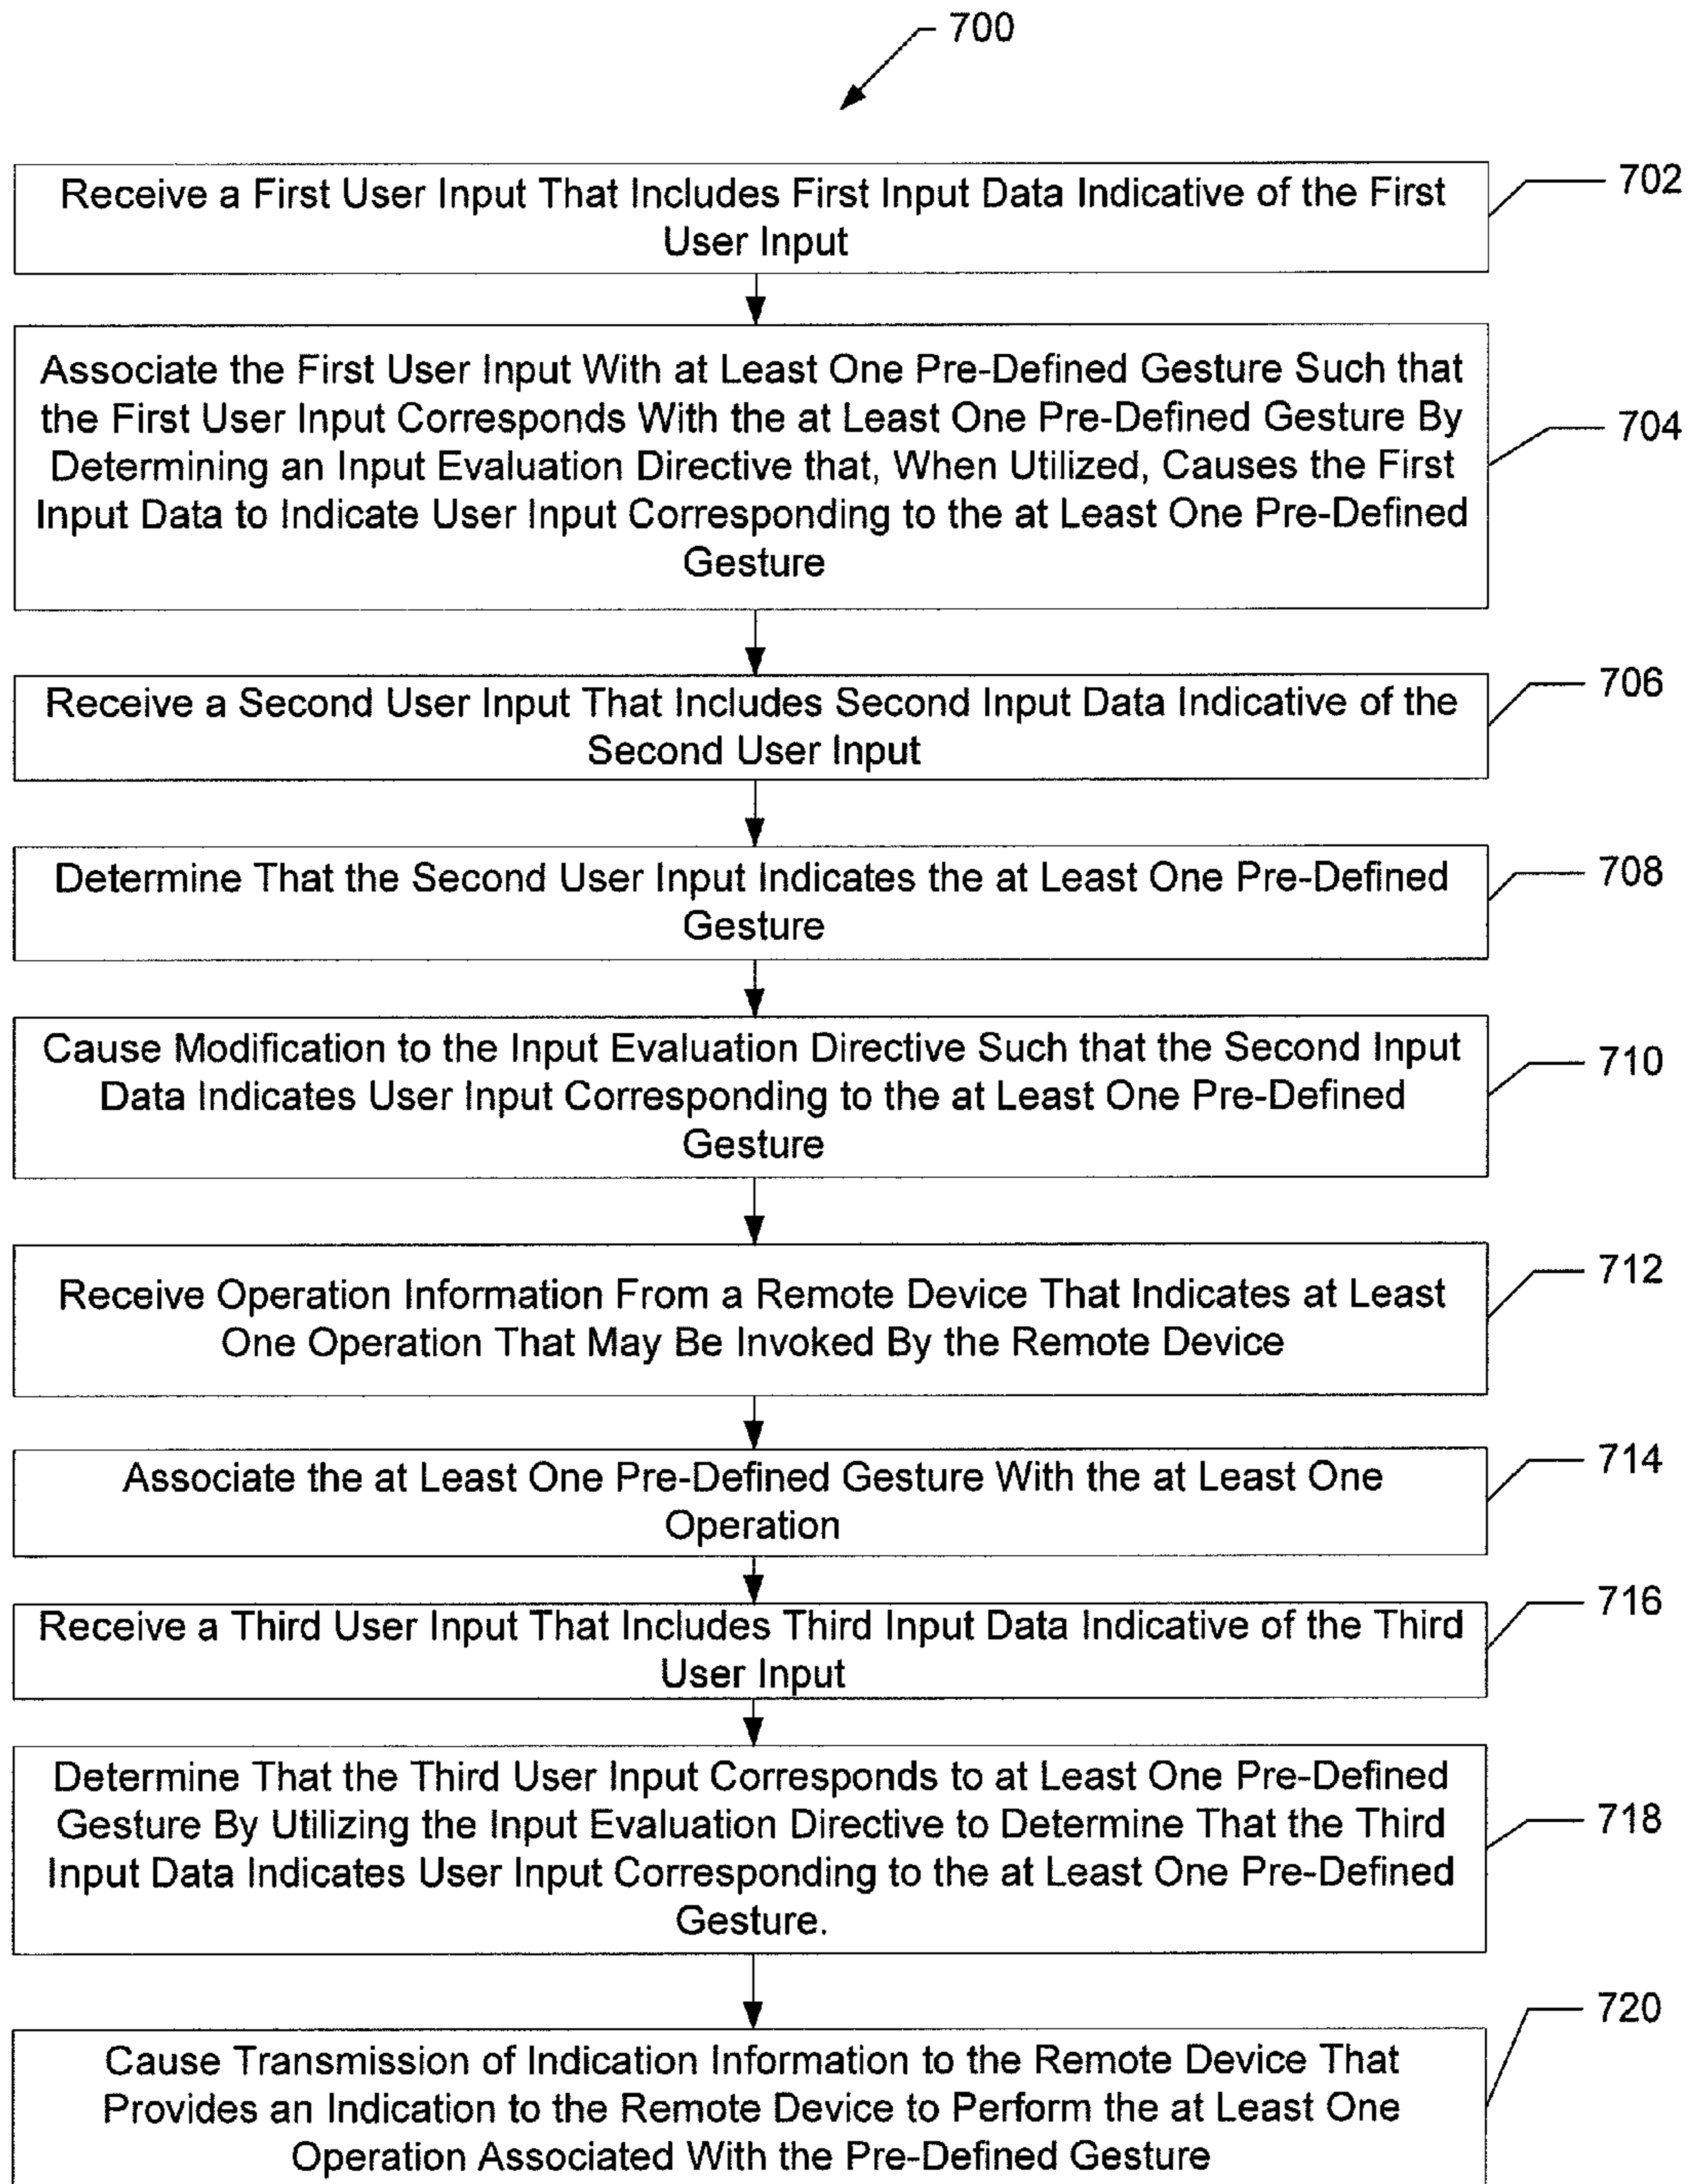 700
Receive a First User Input That Includes First Input Data Indicative of the First
User Input
702
Associate the First User Input With at Least One Pre-Defined Gesture Such that
the First User Input Corresponds With the at Least One Pre-Defined Gesture By
Determining an Input Evaluation Directive that, When Utilized, Causes the First
Input Data to Indicate User Input Corresponding to the at Least One Pre-Defined
Gesture
704
Receive a Second User Input That Includes Second Input Data Indicative of the
Second User Input
706
Determine That the Second User Input Indicates the at Least One Pre-Defined
Gesture
708
Cause Modification to the Input Evaluation Directive Such that the Second Input
Data Indicates User Input Corresponding to the at Least One Pre-Defined
Gesture
710
Receive Operation Information From a Remote Device That Indicates at Least
One Operation That May Be Invoked By the Remote Device
712
Associate the at Least One Pre-Defined Gesture With the at Least One
Operation
714
Receive a Third User Input That Includes Third Input Data Indicative of the Third
User Input
716
Determine That the Third User Input Corresponds to at Least One Pre-Defined
Gesture By Utilizing the Input Evaluation Directive to Determine That the Third
Input Data Indicates User Input Corresponding to the at Least One Pre-Defined
Gesture.
718
Cause Transmission of Indication Information to the Remote Device That
Provides an Indication to the Remote Device to Perform the at Least One
Operation Associated With the Pre-Defined Gesture
720